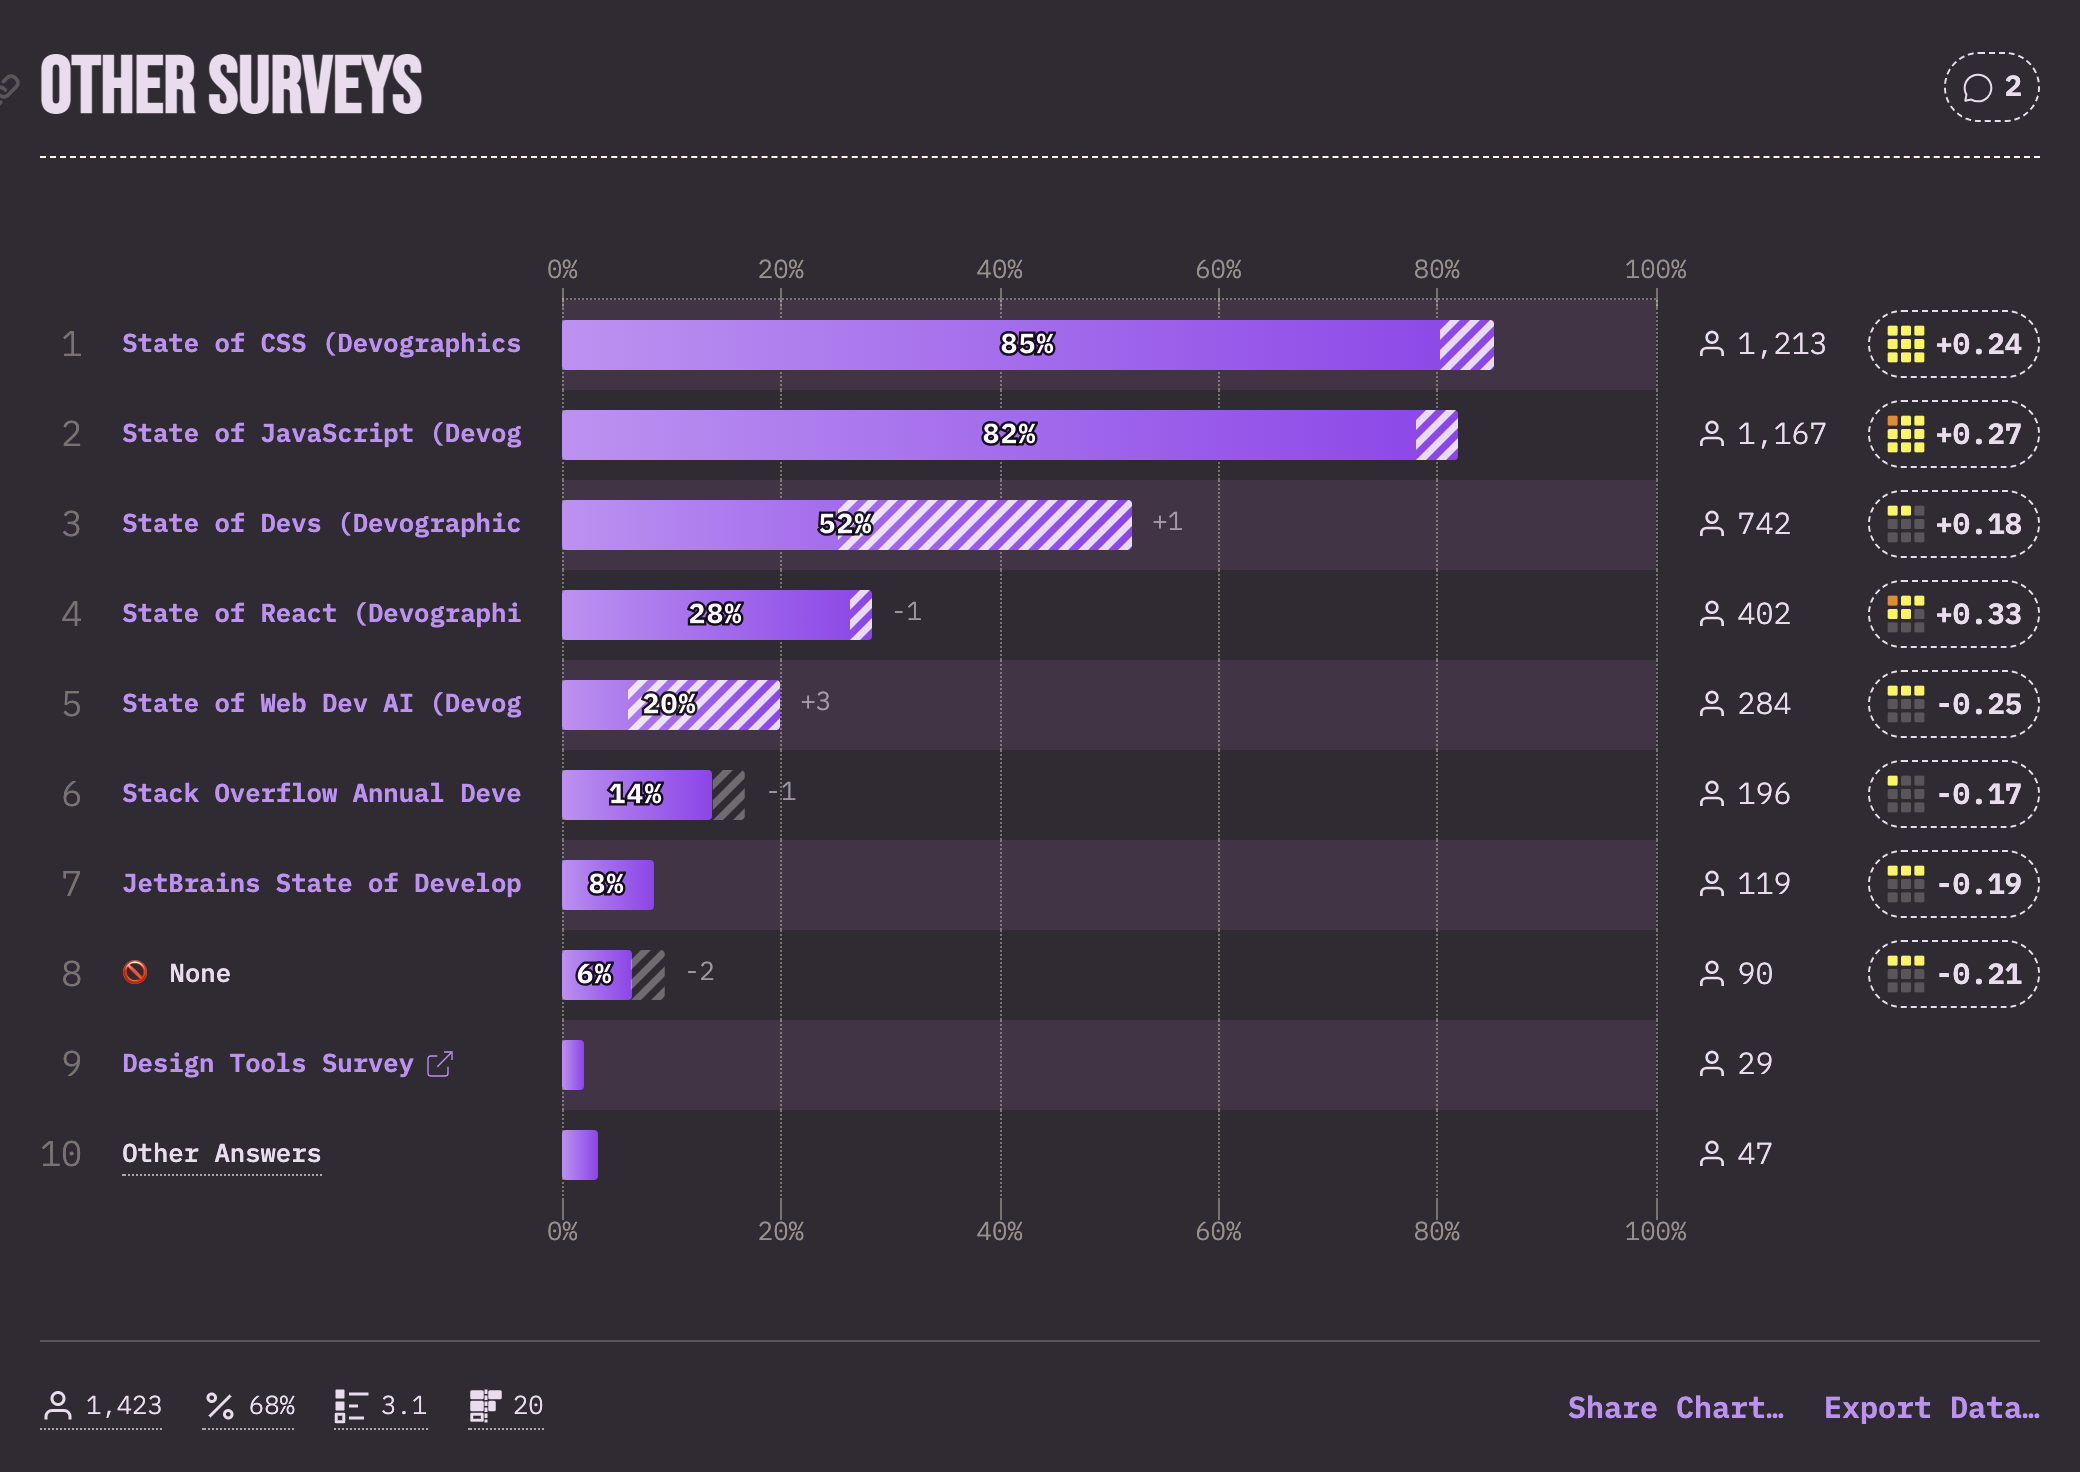 OTHER SURVEYS
2
0% 20% 40% 60% 80% 100%
1 State of CSS (Devographics 85% 1,213 +0.24
2 State of JavaScript (Devog 82% 1,167 +0.27
3 State of Devs (Devographic 52% +1 742 +0.18
4 State of React (Devographi 28% -1 402 +0.33
5 State of Web Dev AI (Devog 20% +3 284 -0.25
6 Stack Overflow Annual Deve 14% -1 196 -0.17
7 JetBrains State of Develop 8% 119 -0.19
8 None 6% -2 90 -0.21
9 Design Tools Survey 29
10 Other Answers 47
0% 20% 40% 60% 80% 100%
1,423 68% 3.1 20 Share Chart… Export Data…